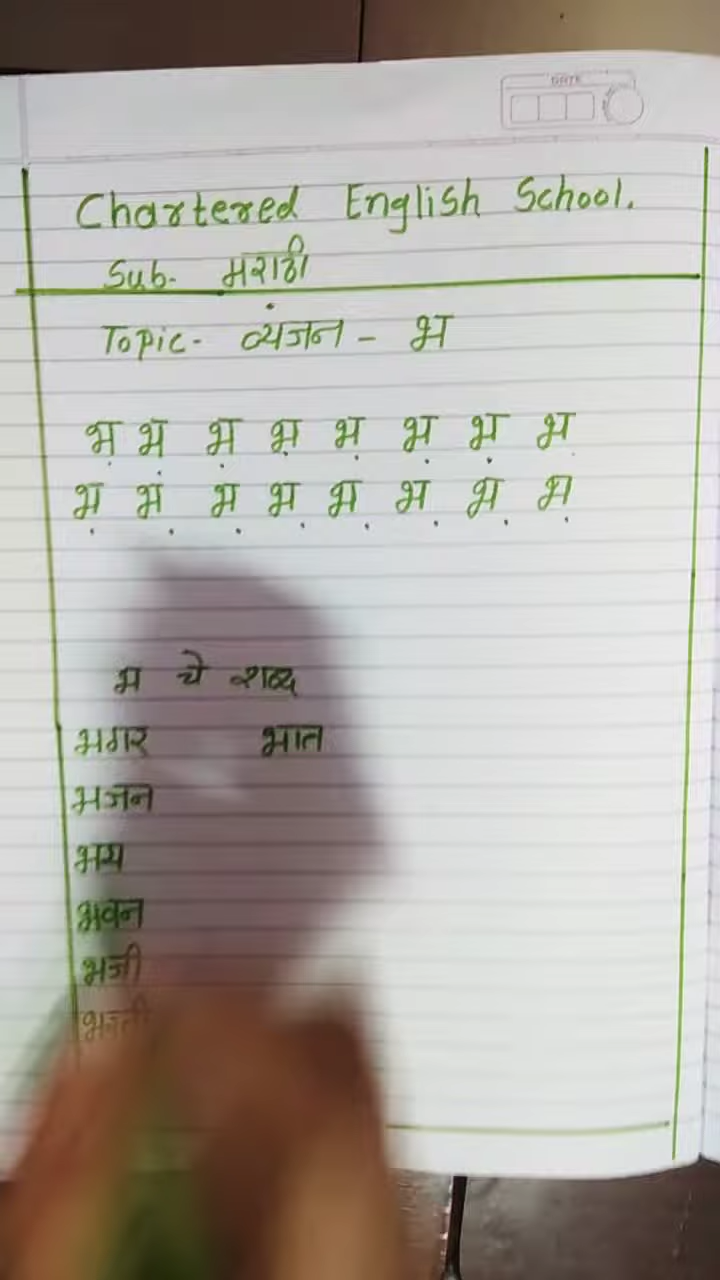 DATE
Chartered English School.
Sub- मराठी
Topic- व्यंजन - भ
भ भ भ भ भ भ भ भ
भ भ भ भ भ भ भ भ
भ चे शब्द
भगर भात
भजन
भय
भवन
भजी